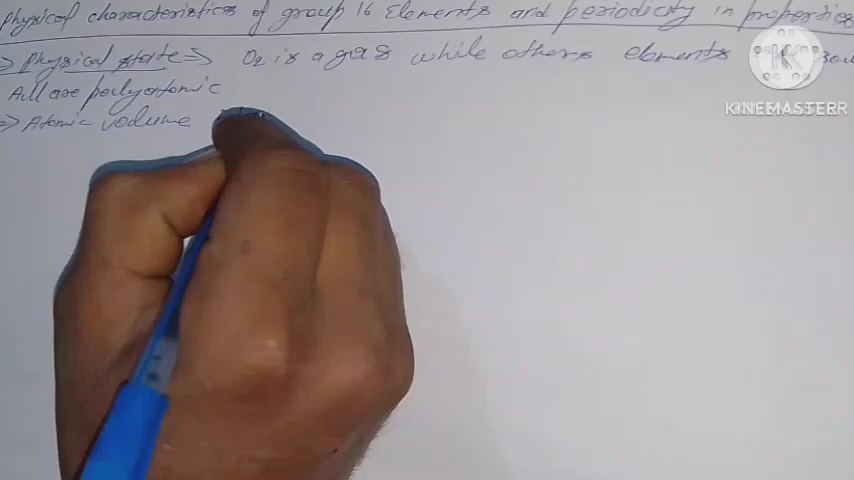 Physical characteristics of group 16 Elements and periodicity in properties
⇒ Physical state ⇒ O2 is a gas while others elements
All are polyatomic
⇒ Atomic volume
KINEMASTERR